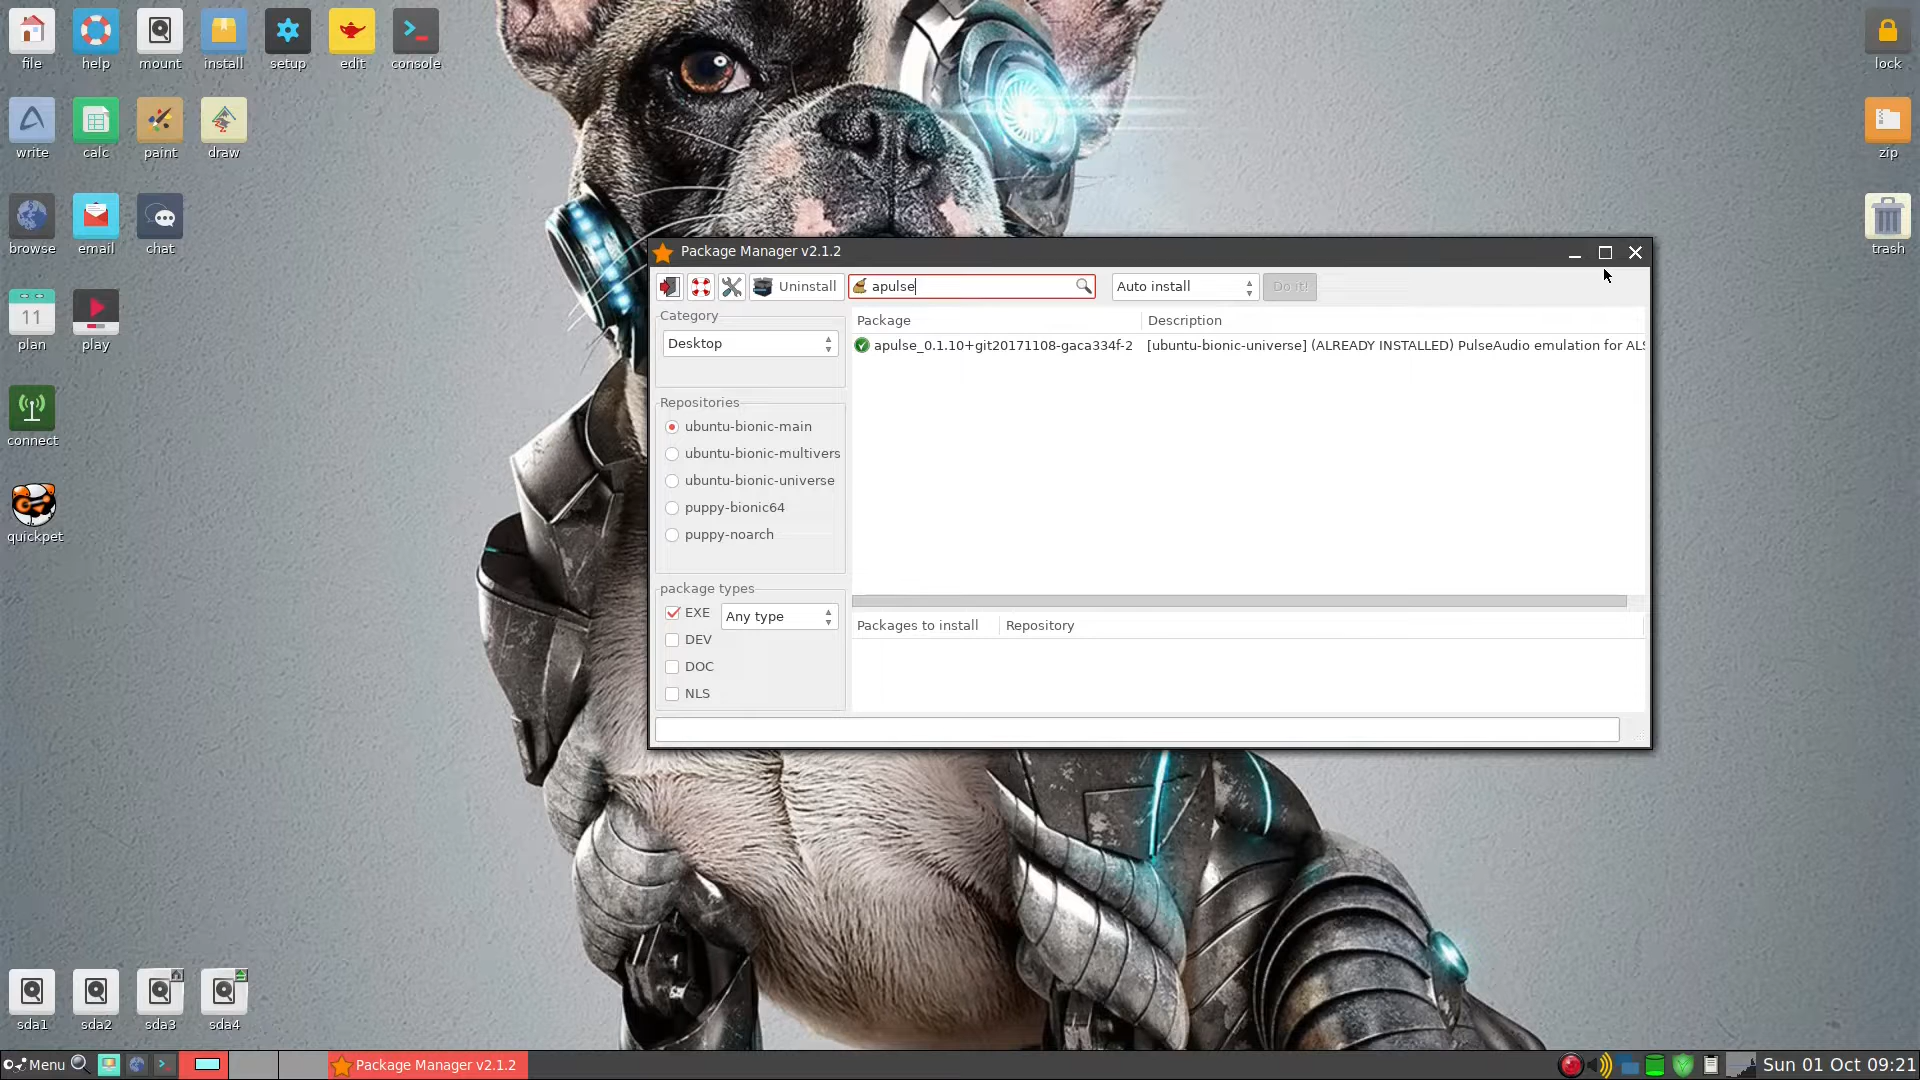 file
help
mount
install
setup
edit
console
lock
write
calc
paint
draw
zip
browse
email
chat
trash
11
plan
play
connect
quickpet
Package Manager v2.1.2
Uninstall
apulse
Auto install
Do it!
Category
Desktop
Package
Description
apulse_0.1.10+git20171108-gaca334f-2
[ubuntu-bionic-universe] (ALREADY INSTALLED) PulseAudio emulation for ALS
Repositories
ubuntu-bionic-main
ubuntu-bionic-multivers
ubuntu-bionic-universe
puppy-bionic64
puppy-noarch
package types
EXE
Any type
DEV
DOC
NLS
Packages to install
Repository
sda1
sda2
sda3
sda4
Menu
Package Manager v2.1.2
Sun 01 Oct 09:21